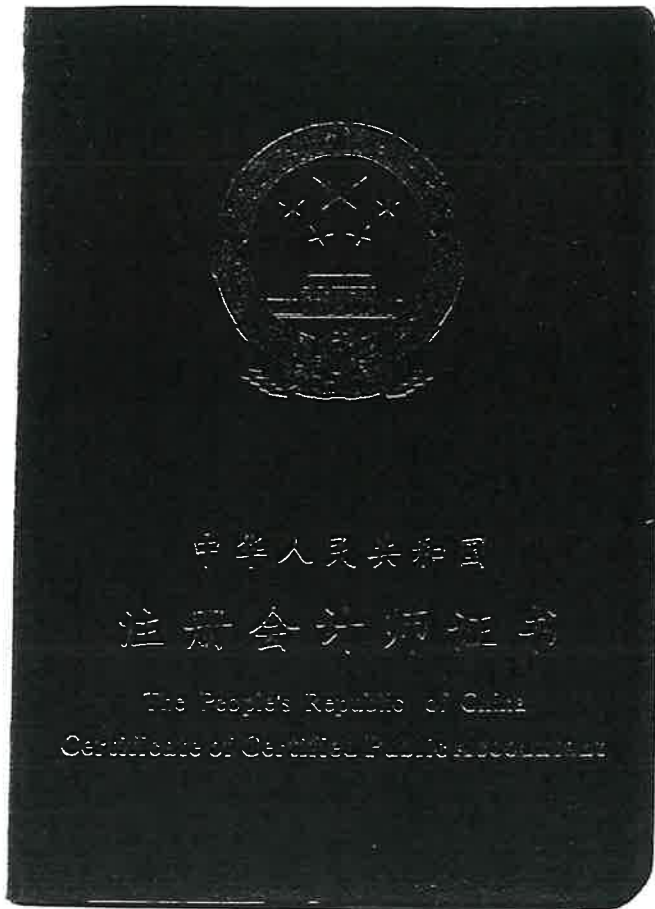 中华人民共和国
注册会计师证书
The People's Republic of China
Certificate of Certified Public Accountant